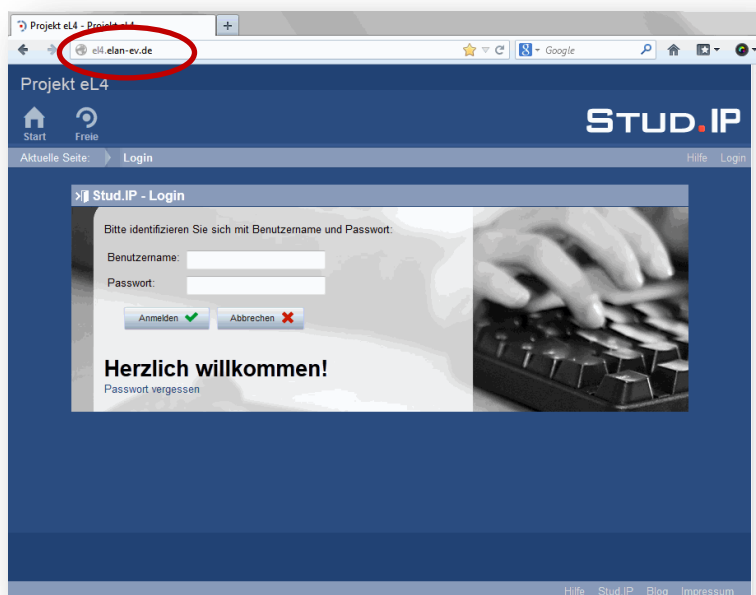 Projekt eL4 - Projekt eL4
el4.elan-ev.de
Google
Projekt eL4
Start Freie
STUD.IP
Aktuelle Seite: Login
Hilfe Login
Stud.IP - Login
Bitte identifizieren Sie sich mit Benutzername und Passwort:
Benutzername:
Passwort:
Anmelden Abbrechen
Herzlich willkommen!
Passwort vergessen
Hilfe Stud.IP Blog Impressum